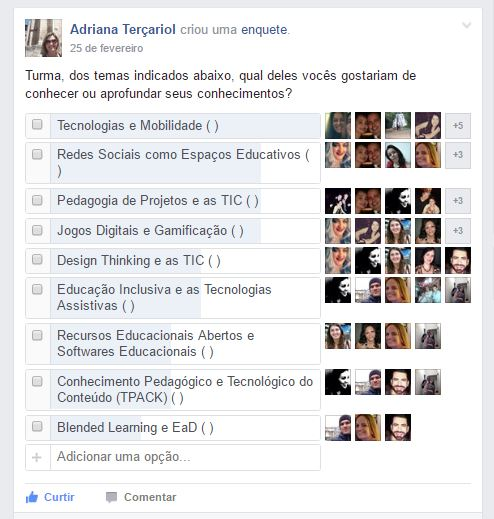 Adriana Terçariol criou uma enquete.
25 de fevereiro
Turma, dos temas indicados abaixo, qual deles vocês gostariam de
conhecer ou aprofundar seus conhecimentos?
Tecnologias e Mobilidade ( )
+5
Redes Sociais como Espaços Educativos (
)
+3
Pedagogia de Projetos e as TIC ( )
+3
Jogos Digitais e Gamificação ( )
+3
Design Thinking e as TIC ( )
Educação Inclusiva e as Tecnologias
Assistivas ( )
Recursos Educacionais Abertos e
Softwares Educacionais ( )
Conhecimento Pedagógico e Tecnológico do
Conteúdo (TPACK) ( )
Blended Learning e EaD ( )
+ Adicionar uma opção...
Curtir Comentar